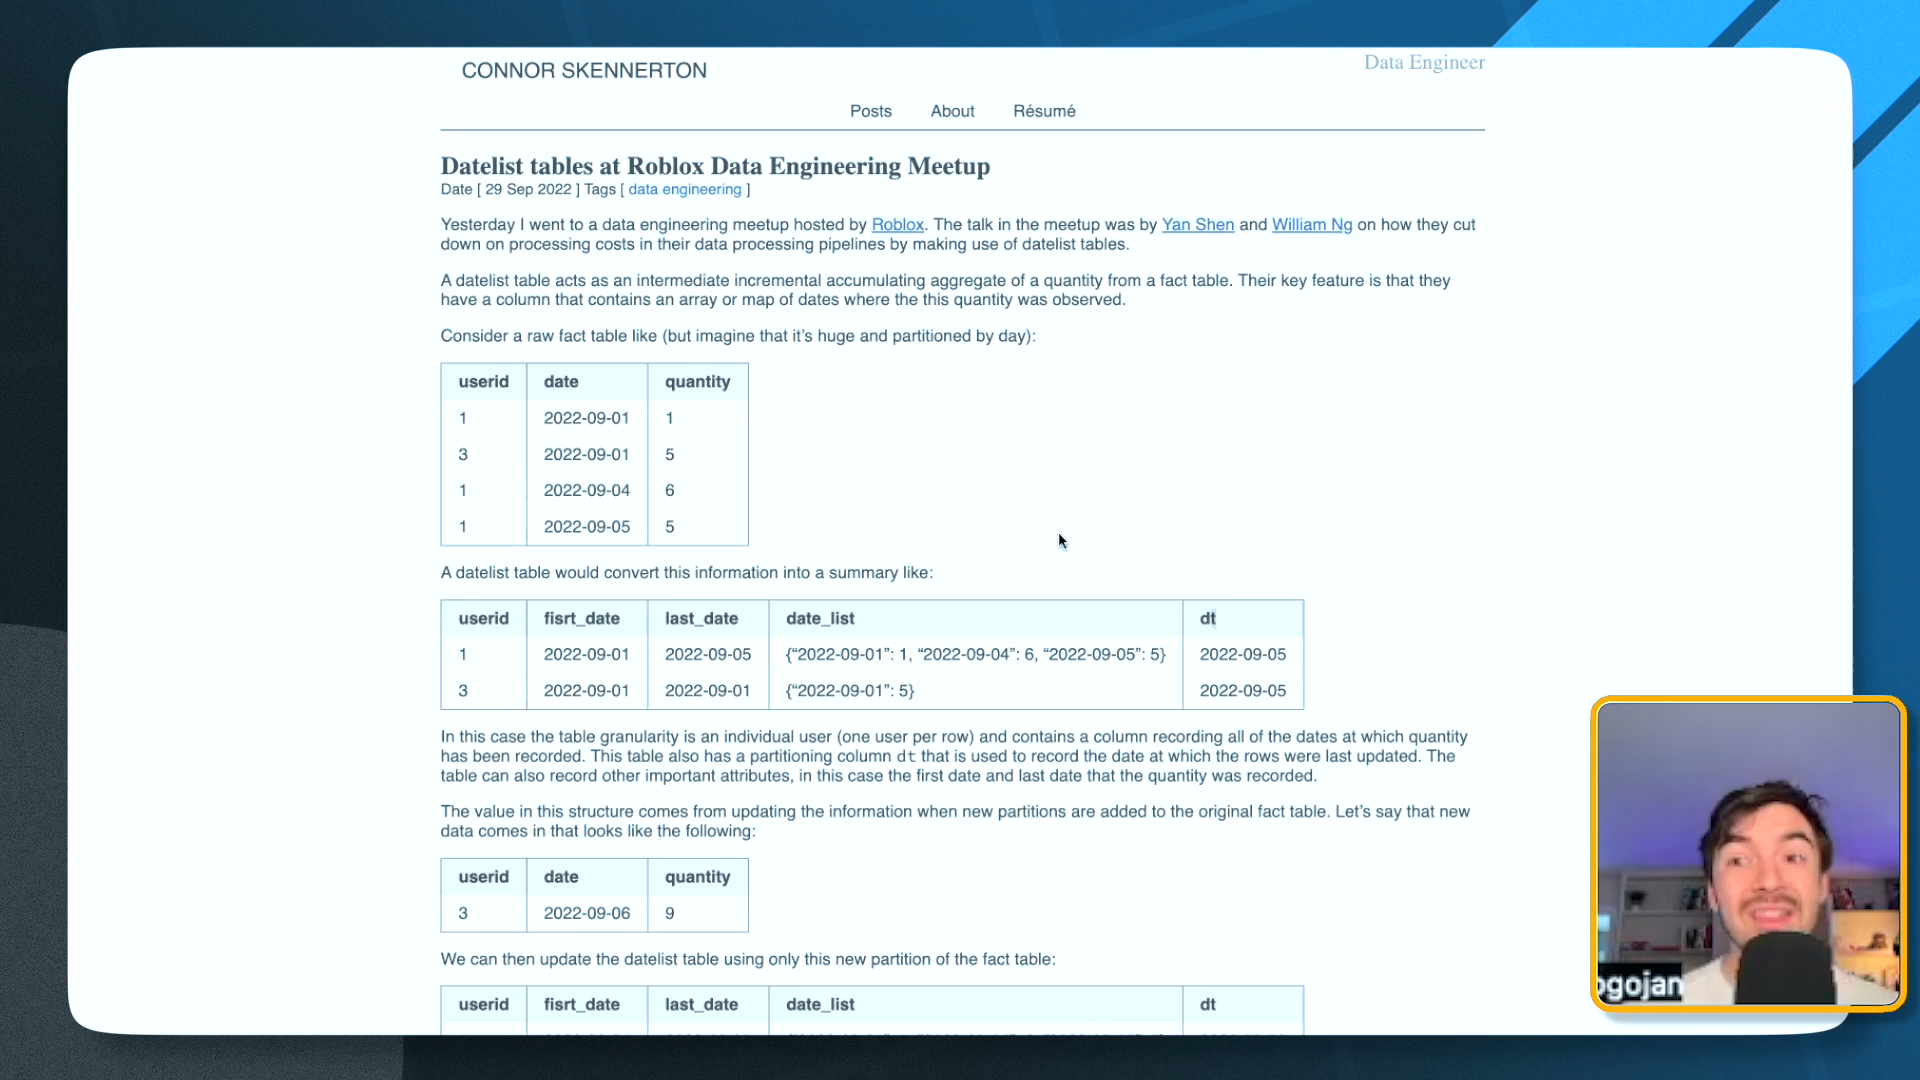 CONNOR SKENNERTON
Data Engineer
Posts About Résumé
Datelist tables at Roblox Data Engineering Meetup
Date [ 29 Sep 2022 ] Tags [ data engineering ]
Yesterday I went to a data engineering meetup hosted by Roblox. The talk in the meetup was by Yan Shen and William Ng on how they cut
down on processing costs in their data processing pipelines by making use of datelist tables.
A datelist table acts as an intermediate incremental accumulating aggregate of a quantity from a fact table. Their key feature is that they
have a column that contains an array or map of dates where the this quantity was observed.
Consider a raw fact table like (but imagine that it's huge and partitioned by day):
userid date quantity
1 2022-09-01 1
3 2022-09-01 5
1 2022-09-04 6
1 2022-09-05 5
A datelist table would convert this information into a summary like:
userid fisrt_date last_date date_list dt
1 2022-09-01 2022-09-05 {“2022-09-01”: 1, “2022-09-04”: 6, “2022-09-05”: 5} 2022-09-05
3 2022-09-01 2022-09-01 {“2022-09-01”: 5} 2022-09-05
In this case the table granularity is an individual user (one user per row) and contains a column recording all of the dates at which quantity
has been recorded. This table also has a partitioning column dt that is used to record the date at which the rows were last updated. The
table can also record other important attributes, in this case the first date and last date that the quantity was recorded.
The value in this structure comes from updating the information when new partitions are added to the original fact table. Let's say that new
data comes in that looks like the following:
userid date quantity
3 2022-09-06 9
We can then update the datelist table using only this new partition of the fact table:
userid fisrt_date last_date date_list dt
ogojan